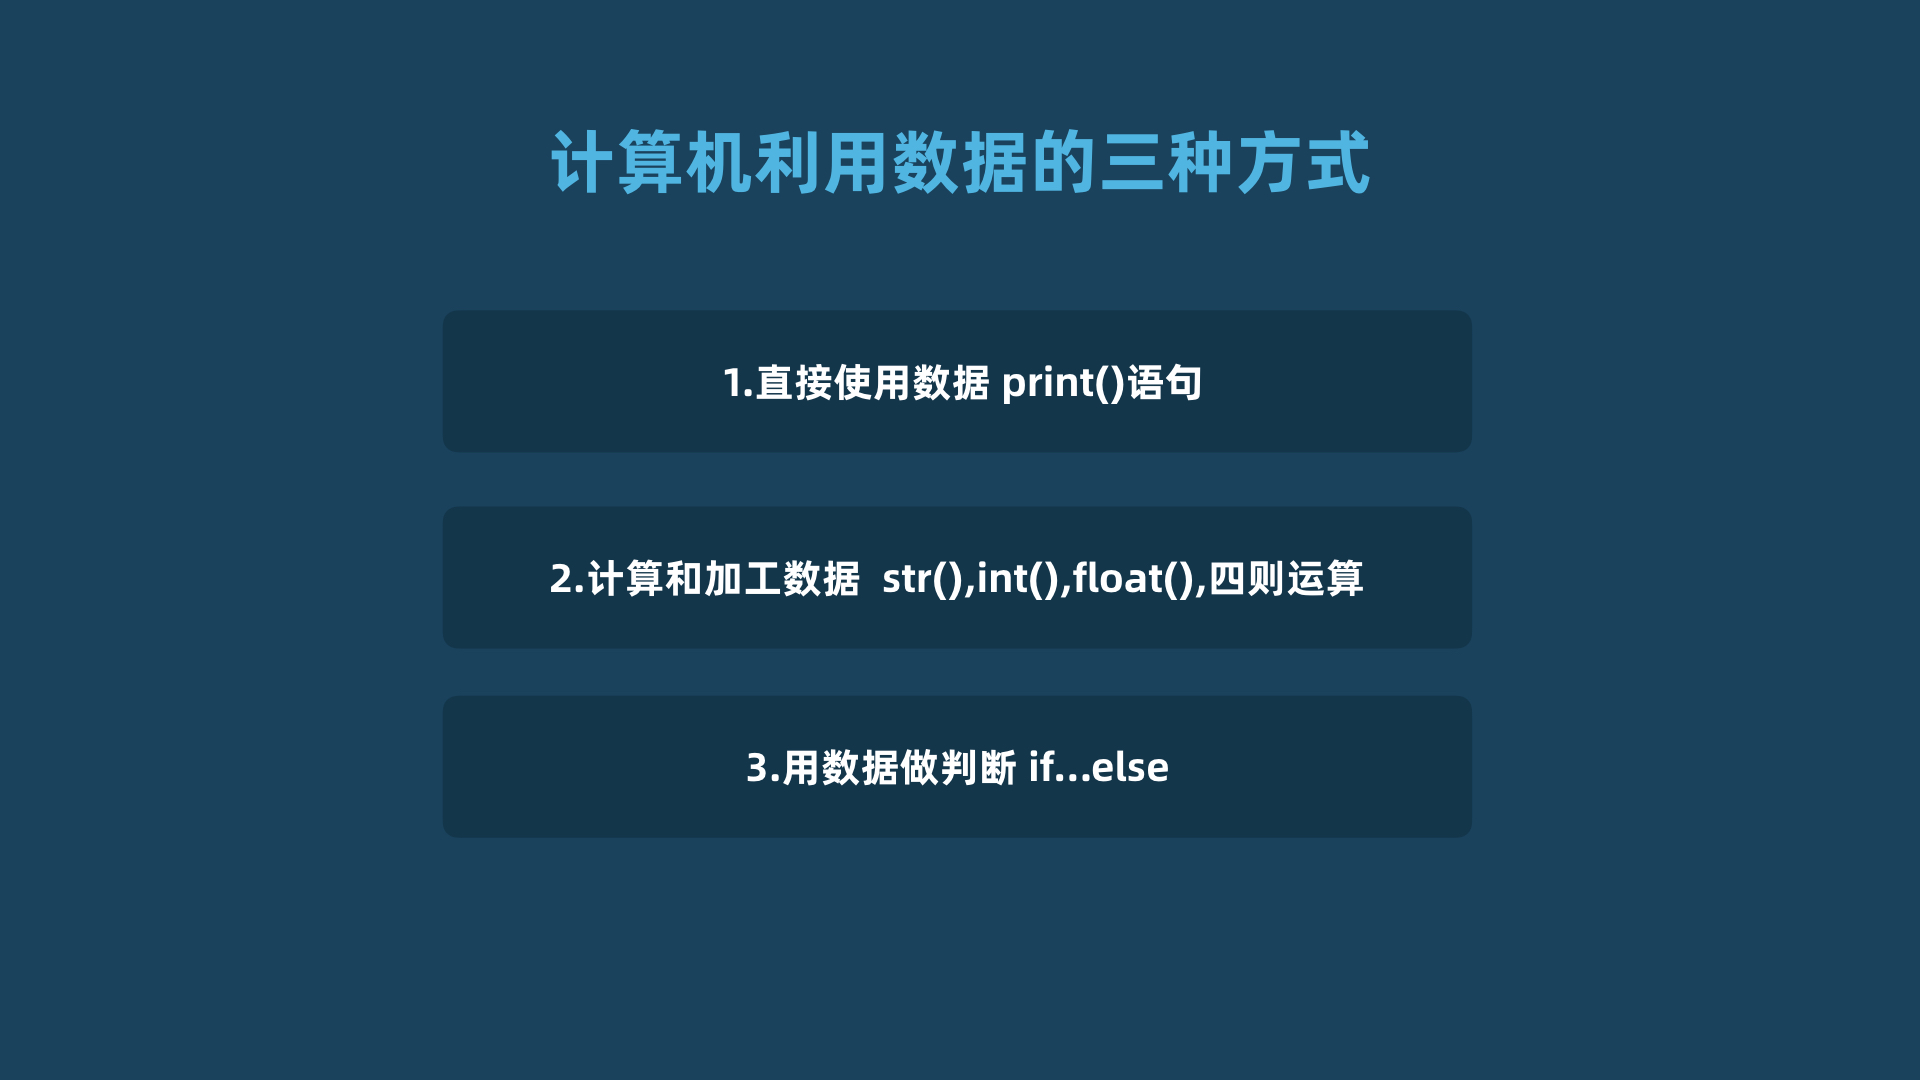 计算机利用数据的三种方式
1.直接使用数据 print()语句
2.计算和加工数据  str(),int(),float(),四则运算
3.用数据做判断 if...else